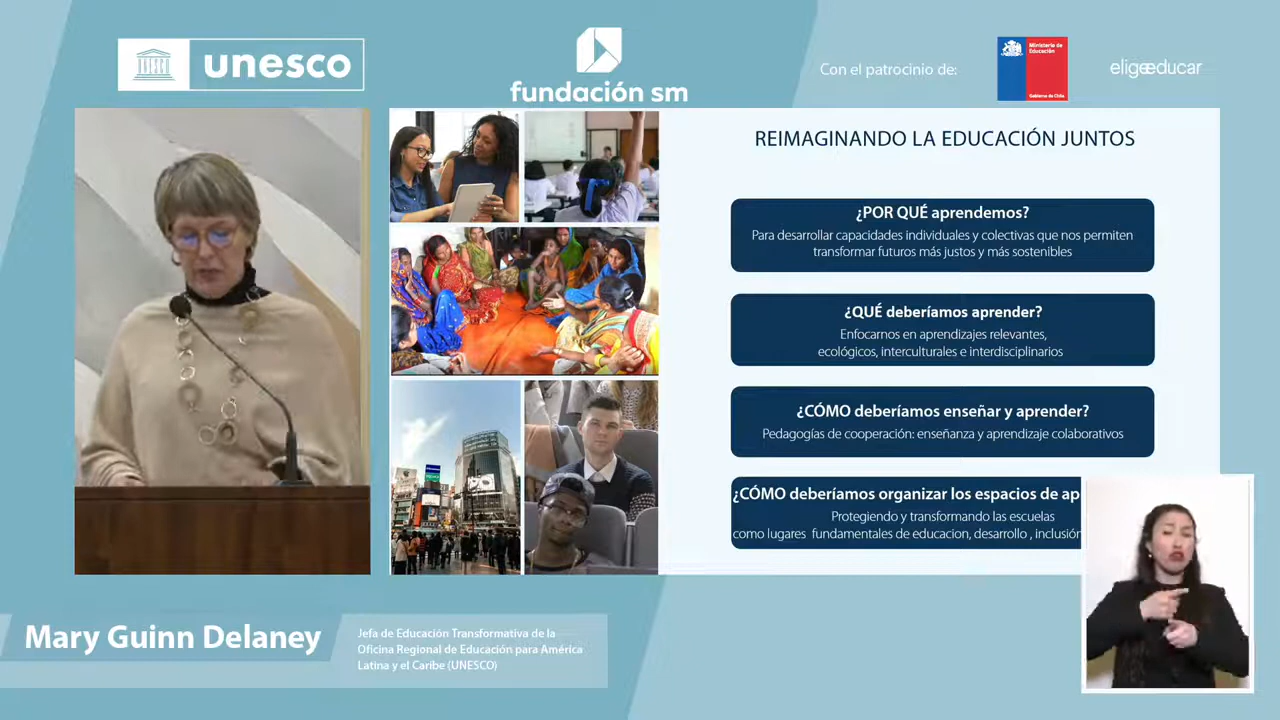 unesco
UNESCO
fundación sm
Con el patrocinio de:
Ministerio de
Educación
Gobierno de Chile
eligeeducar
REIMAGINANDO LA EDUCACIÓN JUNTOS
¿POR QUÉ aprendemos?
Para desarrollar capacidades individuales y colectivas que nos permiten
transformar futuros más justos y más sostenibles
¿QUÉ deberíamos aprender?
Enfocarnos en aprendizajes relevantes,
ecológicos, interculturales e interdisciplinarios
¿CÓMO deberíamos enseñar y aprender?
Pedagogías de cooperación: enseñanza y aprendizaje colaborativos
¿CÓMO deberíamos organizar los espacios de ap
Protegiendo y transformando las escuelas
como lugares fundamentales de educacion, desarrollo , inclusión
Mary Guinn Delaney
Jefa de Educación Transformativa de la
Oficina Regional de Educación para América
Latina y el Caribe (UNESCO)